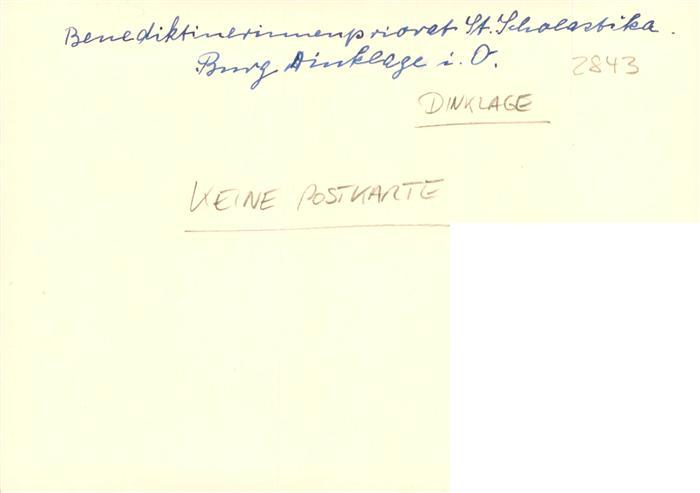 Benediktinerinnenpriorat St. Scholastika.
Burg Dinklage i. O.
2843
DINKLAGE
KEINE POSTKARTE